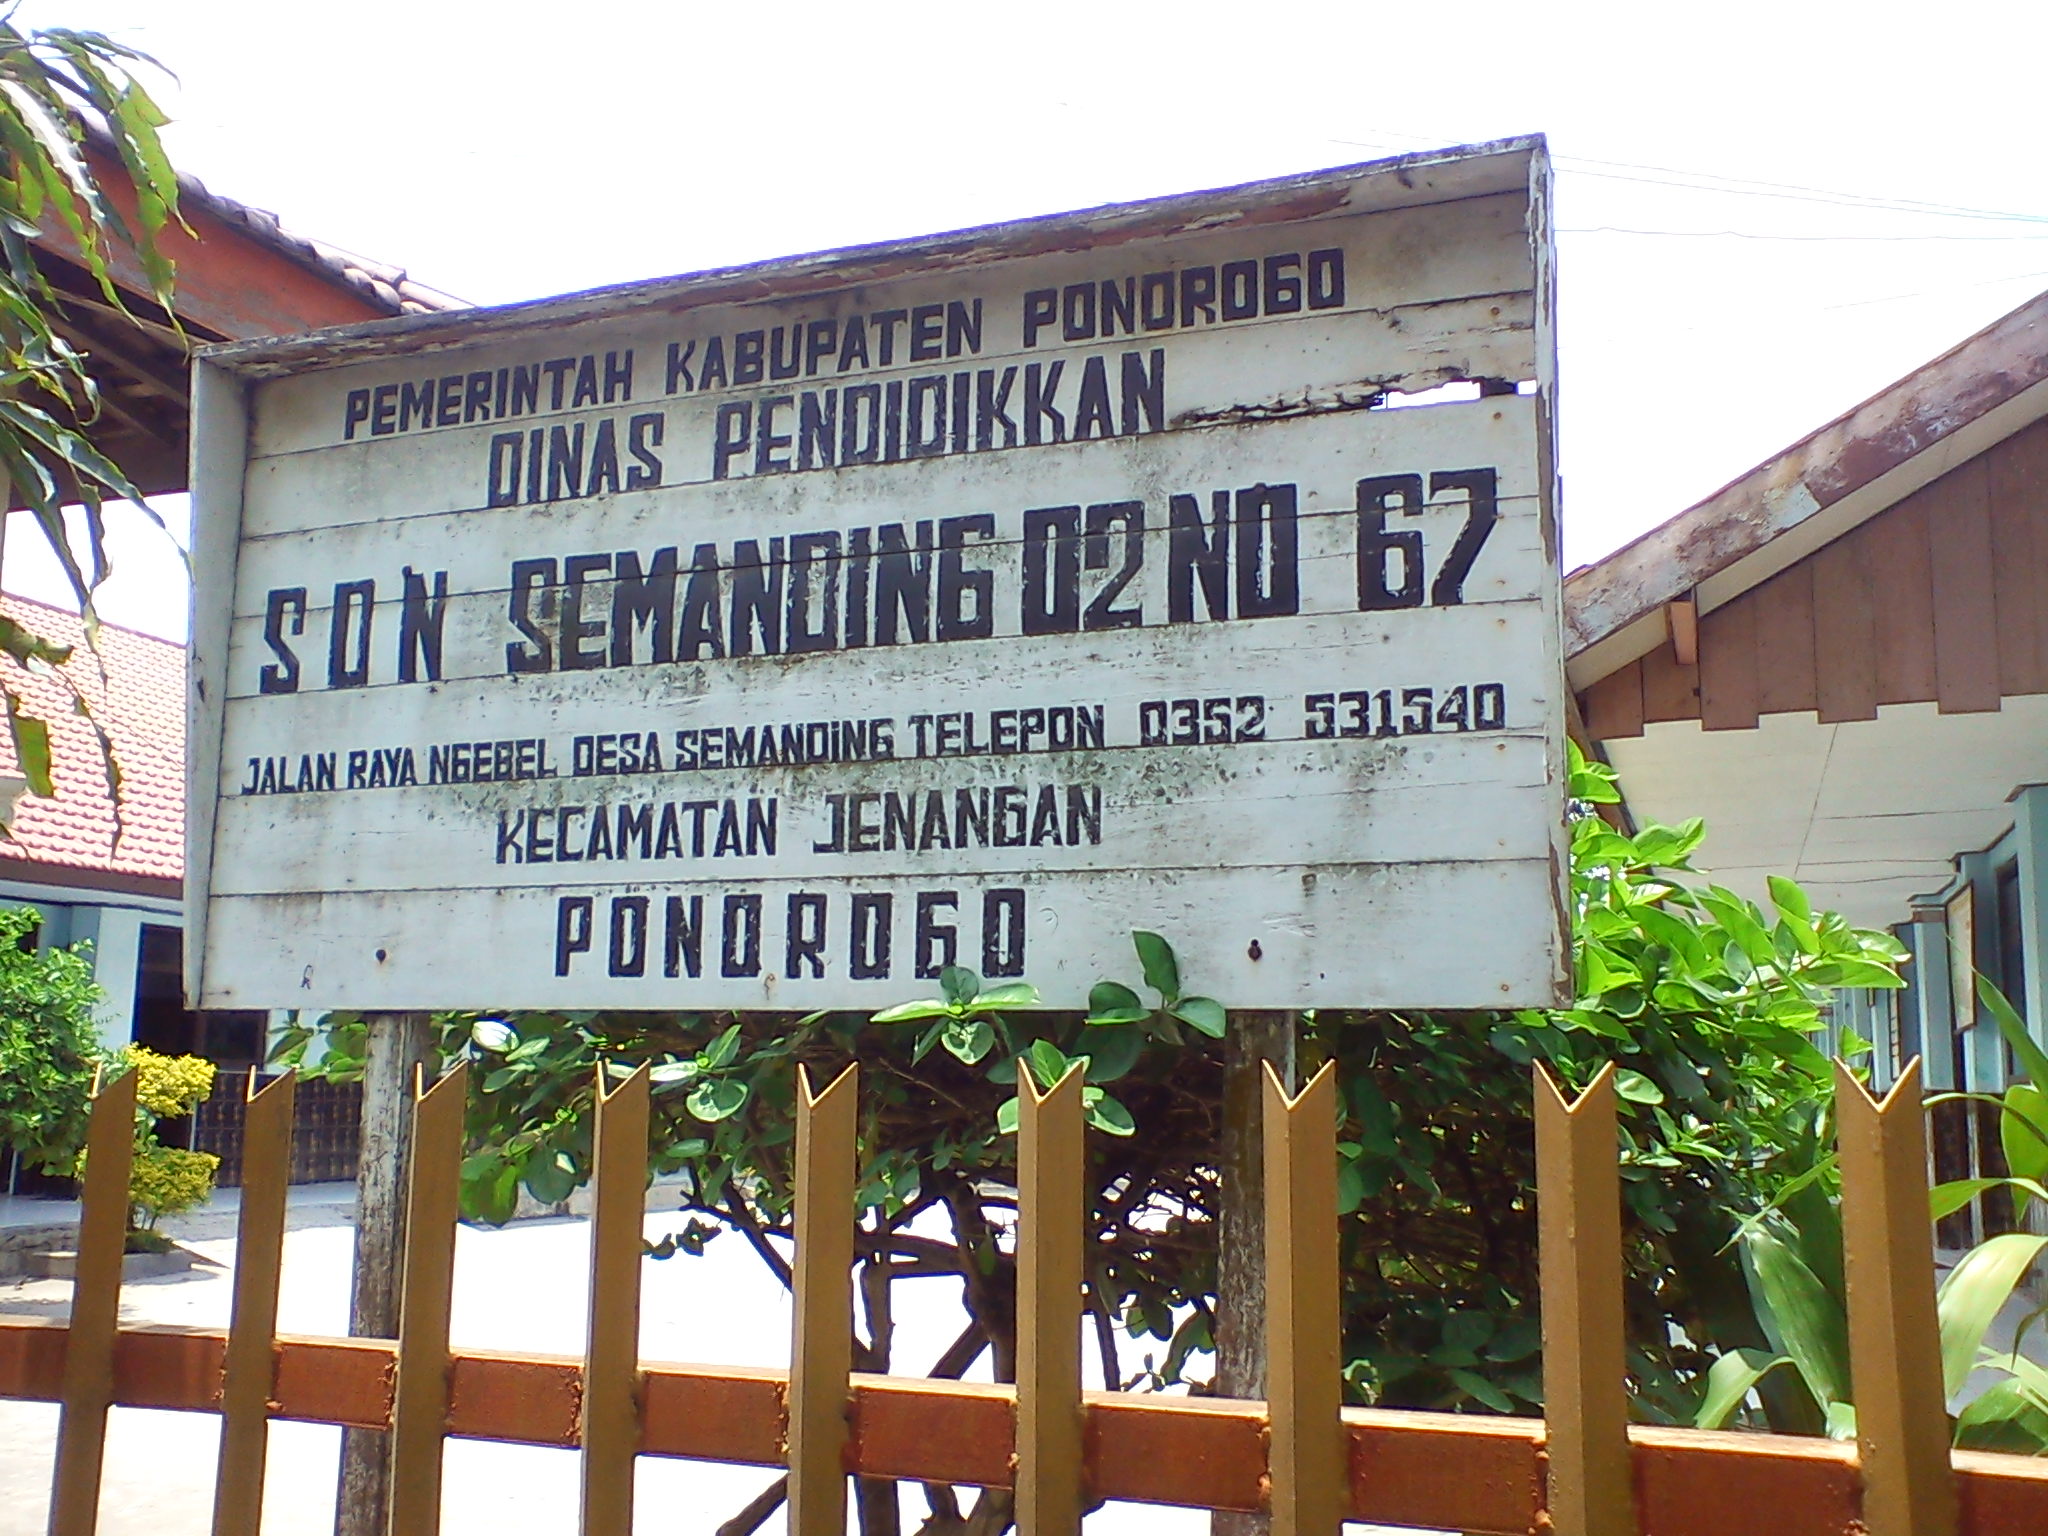 PEMERINTAH KABUPATEN PONOROGO
DINAS PENDIDIKKAN
SDN SEMANDING 02 NO 67
JALAN RAYA NGEBEL DESA SEMANDING TELEPON 0352 531540
KECAMATAN JENANGAN
PONOROGO